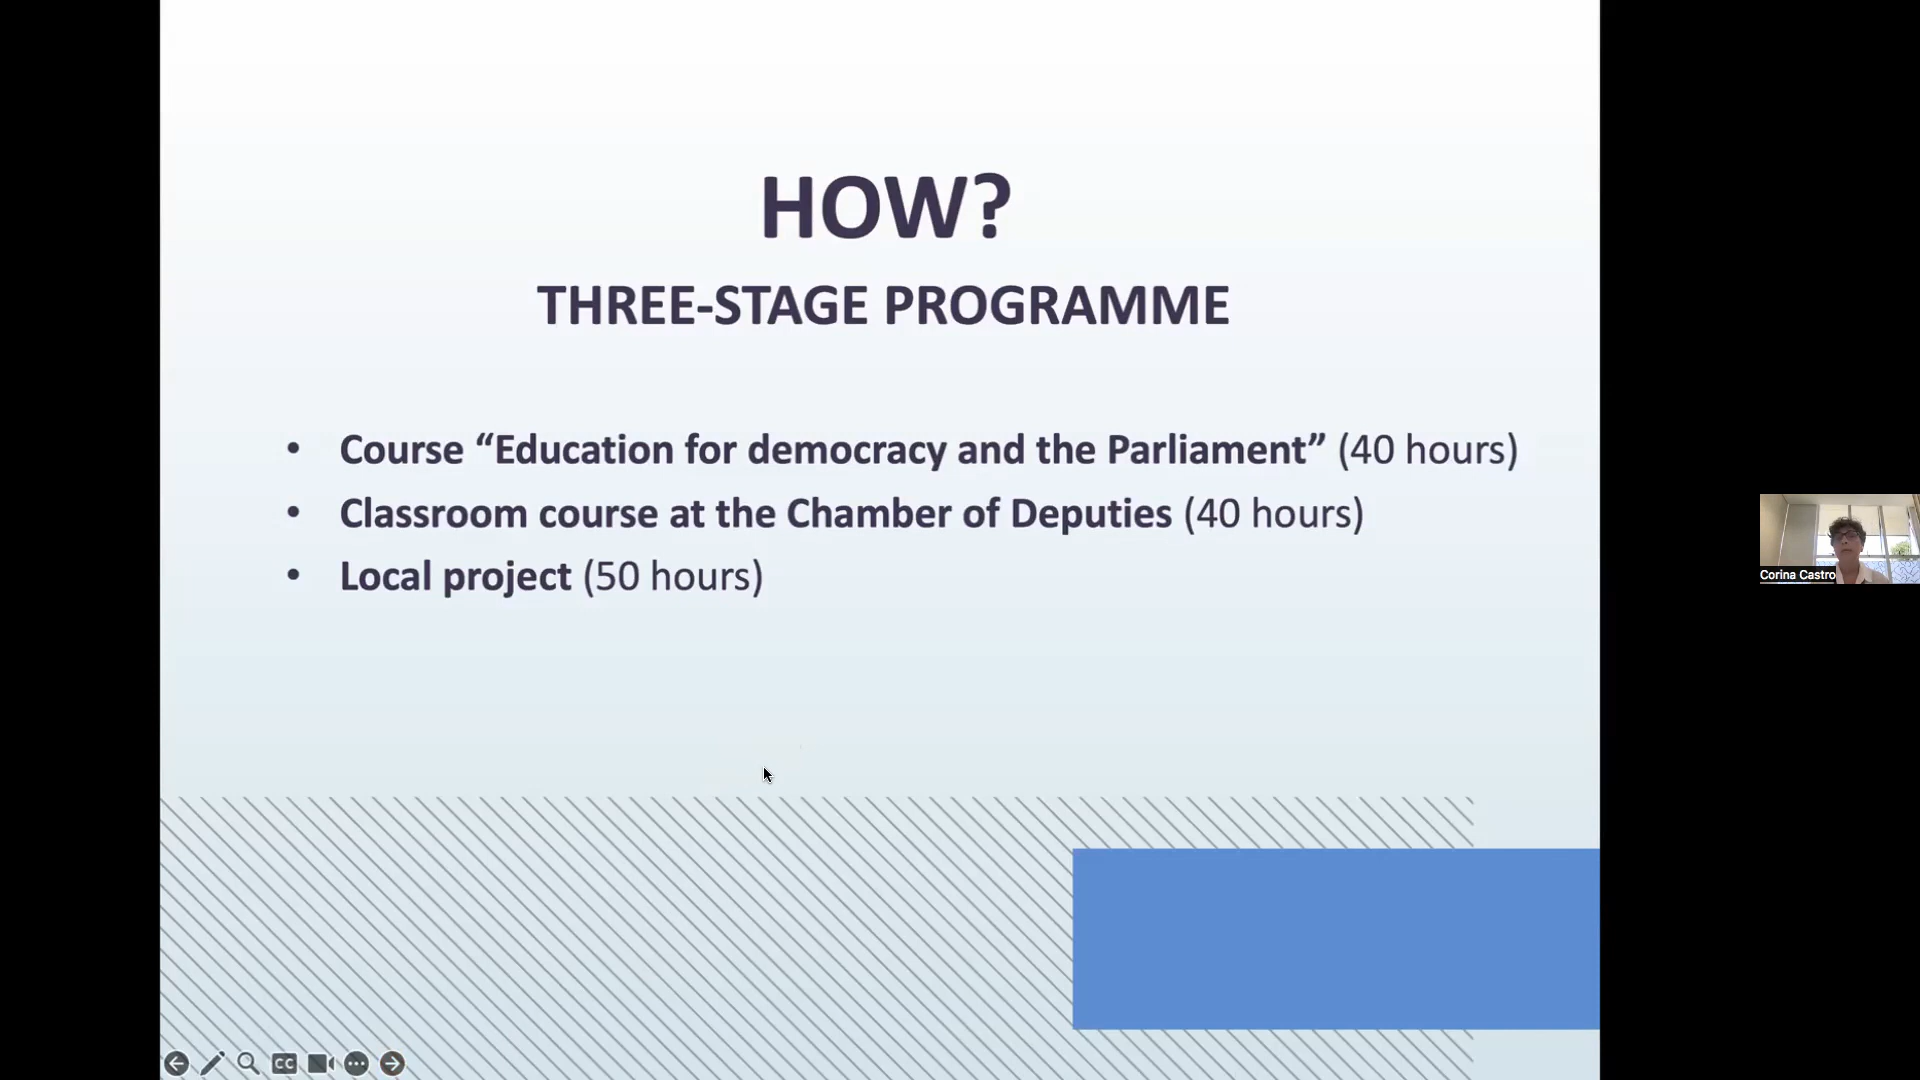 HOW?
THREE-STAGE PROGRAMME
• Course “Education for democracy and the Parliament” (40 hours)
• Classroom course at the Chamber of Deputies (40 hours)
• Local project (50 hours)
Corina Castro
CC